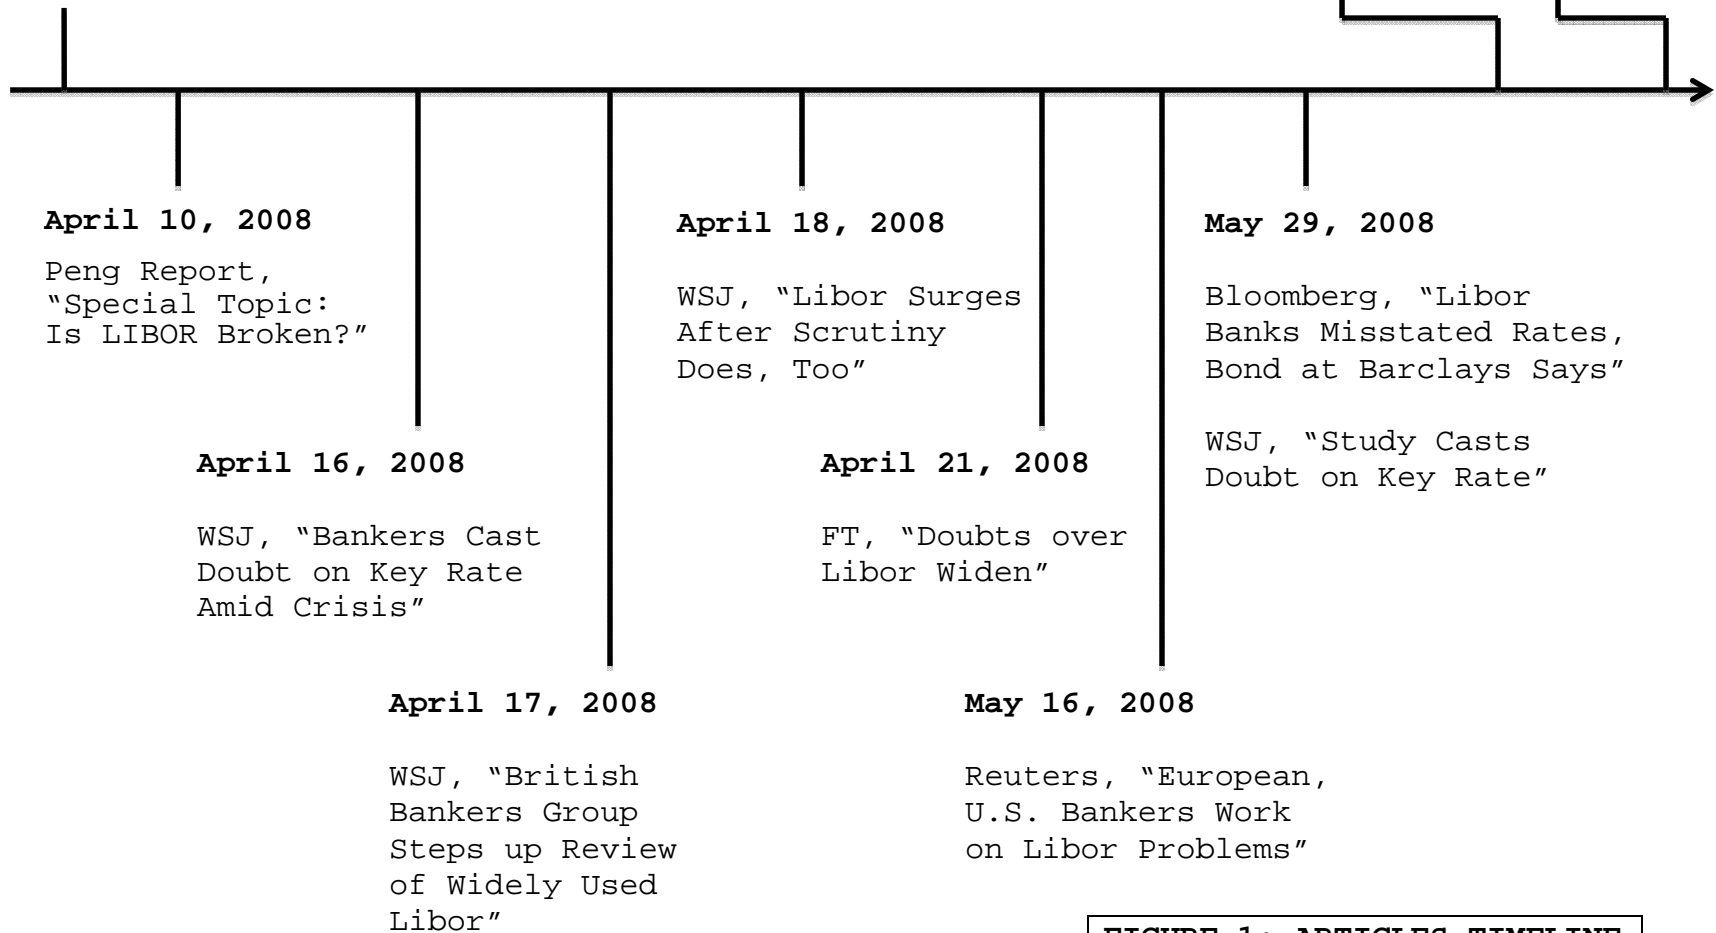 April 10, 2008
Peng Report,
“Special Topic:
Is LIBOR Broken?”
April 16, 2008
WSJ, “Bankers Cast
Doubt on Key Rate
Amid Crisis”
April 17, 2008
WSJ, “British
Bankers Group
Steps up Review
of Widely Used
Libor”
April 18, 2008
WSJ, “Libor Surges
After Scrutiny
Does, Too”
April 21, 2008
FT, “Doubts over
Libor Widen”
May 16, 2008
Reuters, “European,
U.S. Bankers Work
on Libor Problems”
May 29, 2008
Bloomberg, “Libor
Banks Misstated Rates,
Bond at Barclays Says”
WSJ, “Study Casts
Doubt on Key Rate”
FIGURE 1: ARTICLES TIMELINE